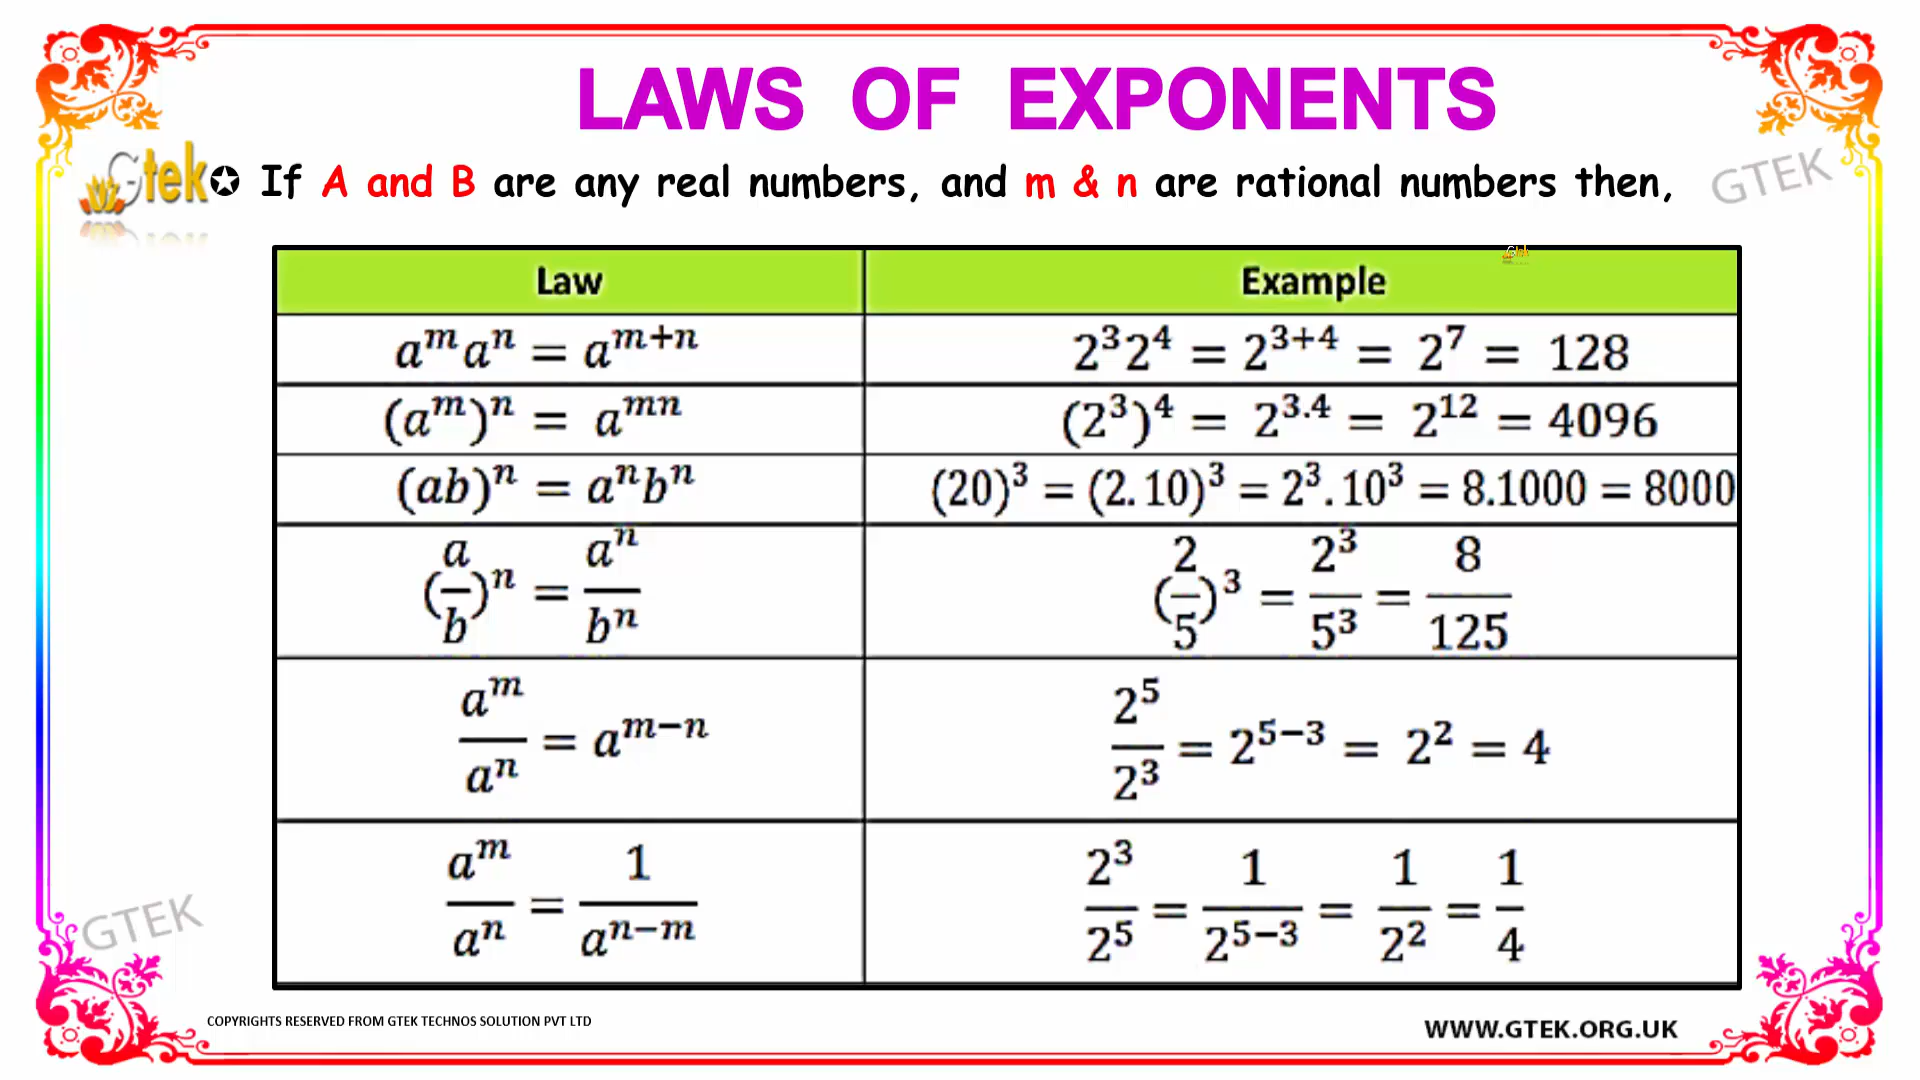 LAWS OF EXPONENTS
Gtek
✪ If A and B are any real numbers, and m & n are rational numbers then,
GTEK
Law Example
a^m a^n = a^{m+n} 2^3 2^4 = 2^{3+4} = 2^7 = 128
(a^m)^n = a^{mn} (2^3)^4 = 2^{3.4} = 2^{12} = 4096
(ab)^n = a^n b^n (20)^3 = (2.10)^3 = 2^3.10^3 = 8.1000 = 8000
(a/b)^n = a^n/b^n (2/5)^3 = 2^3/5^3 = 8/125
a^m/a^n = a^{m−n} 2^5/2^3 = 2^{5−3} = 2^2 = 4
a^m/a^n = 1/a^{n−m} 2^3/2^5 = 1/2^{5−3} = 1/2^2 = 1/4
GTEK
COPYRIGHTS RESERVED FROM GTEK TECHNOS SOLUTION PVT LTD
WWW.GTEK.ORG.UK